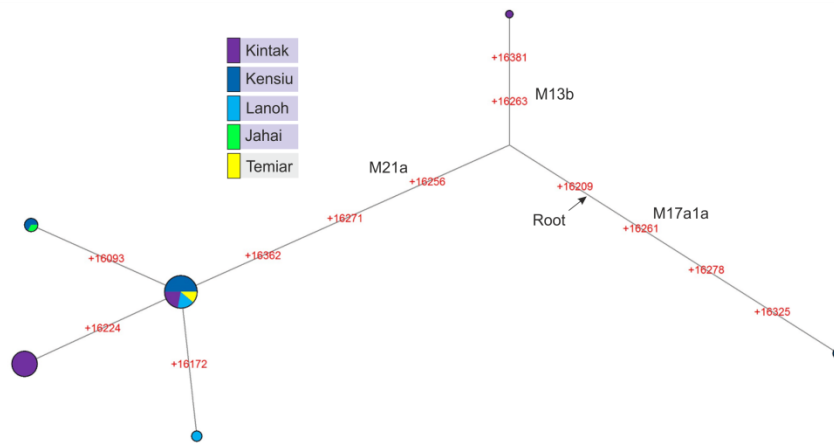 Kintak
Kensiu
Lanoh
Jahai
Temiar
+16381
+16263
M13b
M21a
+16256
+16209
Root
M17a1a
+16271
+16261
+16362
+16278
+16093
+16325
+16224
+16172